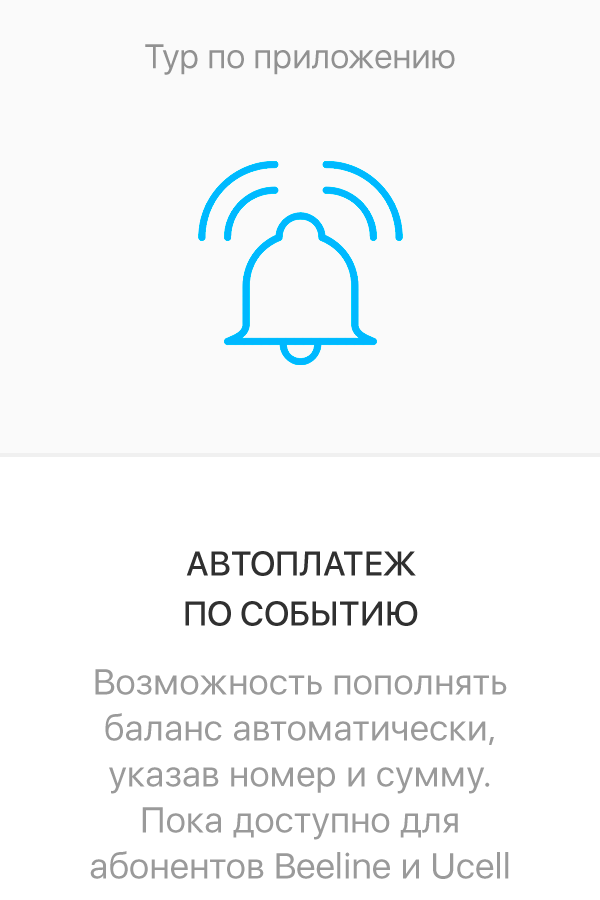 Тур по приложению
АВТОПЛАТЕЖ
ПО СОБЫТИЮ
Возможность пополнять
баланс автоматически,
указав номер и сумму.
Пока доступно для
абонентов Beeline и Ucell